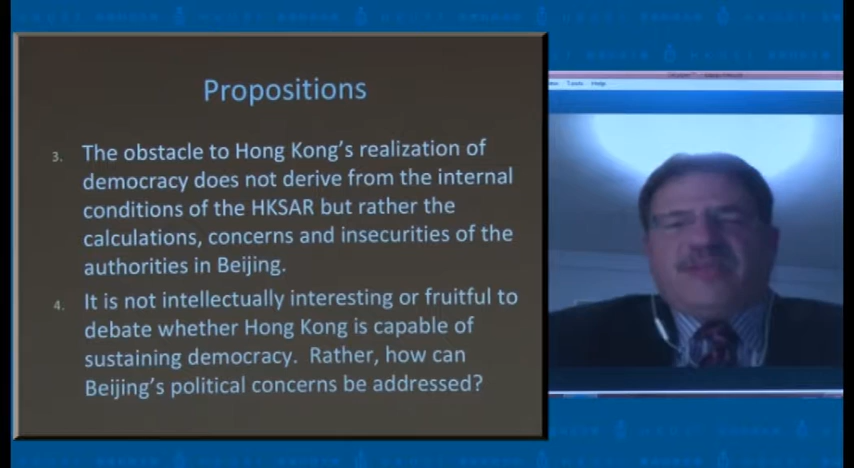 Propositions
3. The obstacle to Hong Kong's realization of
democracy does not derive from the internal
conditions of the HKSAR but rather the
calculations, concerns and insecurities of the
authorities in Beijing.
4. It is not intellectually interesting or fruitful to
debate whether Hong Kong is capable of
sustaining democracy. Rather, how can
Beijing's political concerns be addressed?
Tools Help